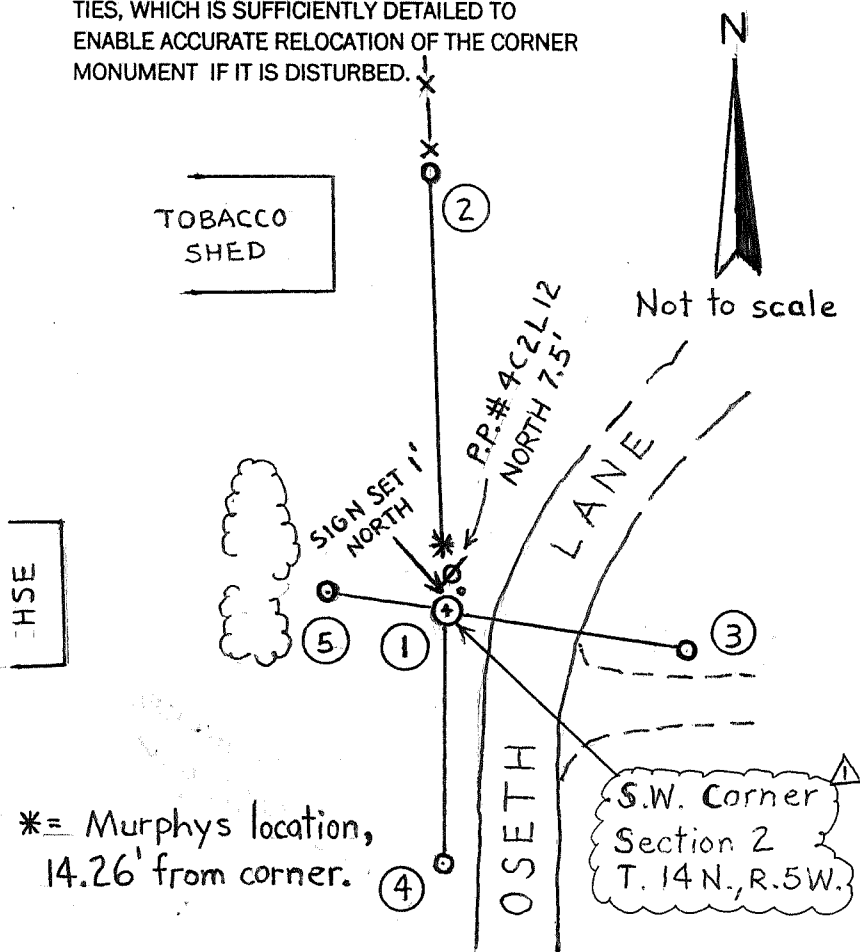 TIES, WHICH IS SUFFICIENTLY DETAILED TO
ENABLE ACCURATE RELOCATION OF THE CORNER
MONUMENT IF IT IS DISTURBED.
N
2
TOBACCO
SHED
Not to scale
P.P.# 4C2L12
NORTH 7.5'
SIGN SET 1'
NORTH
LANE
HSE
5
1
3
OSETH
1
S.W. Corner
Section 2
T. 14N., R.5W.
*= Murphys location,
14.26' from corner.
4